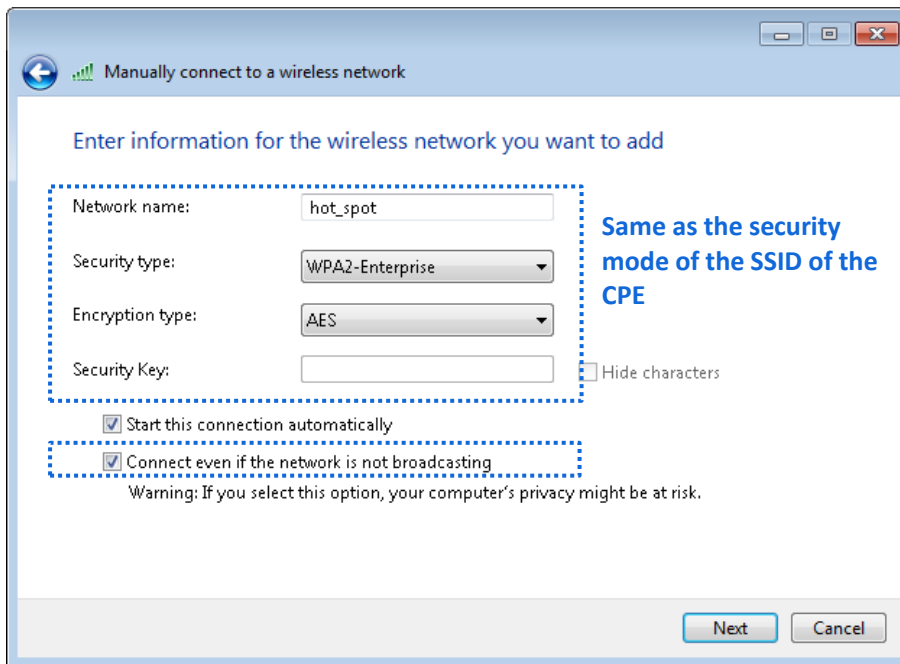 Manually connect to a wireless network
Enter information for the wireless network you want to add
Network name:
hot_spot
Same as the security
mode of the SSID of the
CPE
Security type:
WPA2-Enterprise
Encryption type:
AES
Security Key:
Hide characters
Start this connection automatically
Connect even if the network is not broadcasting
Warning: If you select this option, your computer's privacy might be at risk.
Next
Cancel